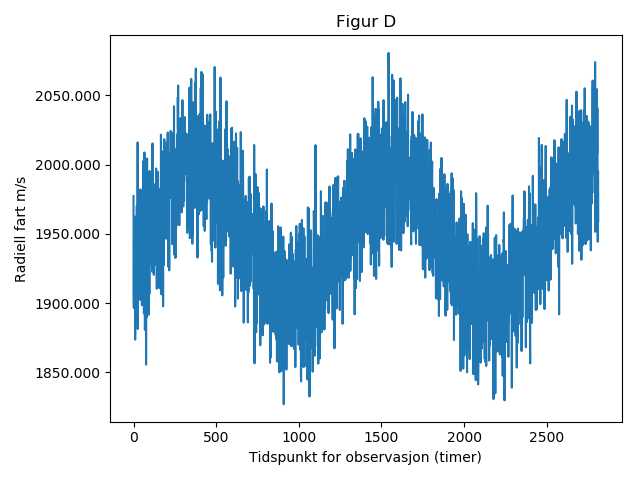 Figur D
Radiell fart m/s
2050.000
2000.000
1950.000
1900.000
1850.000
0 500 1000 1500 2000 2500
Tidspunkt for observasjon (timer)